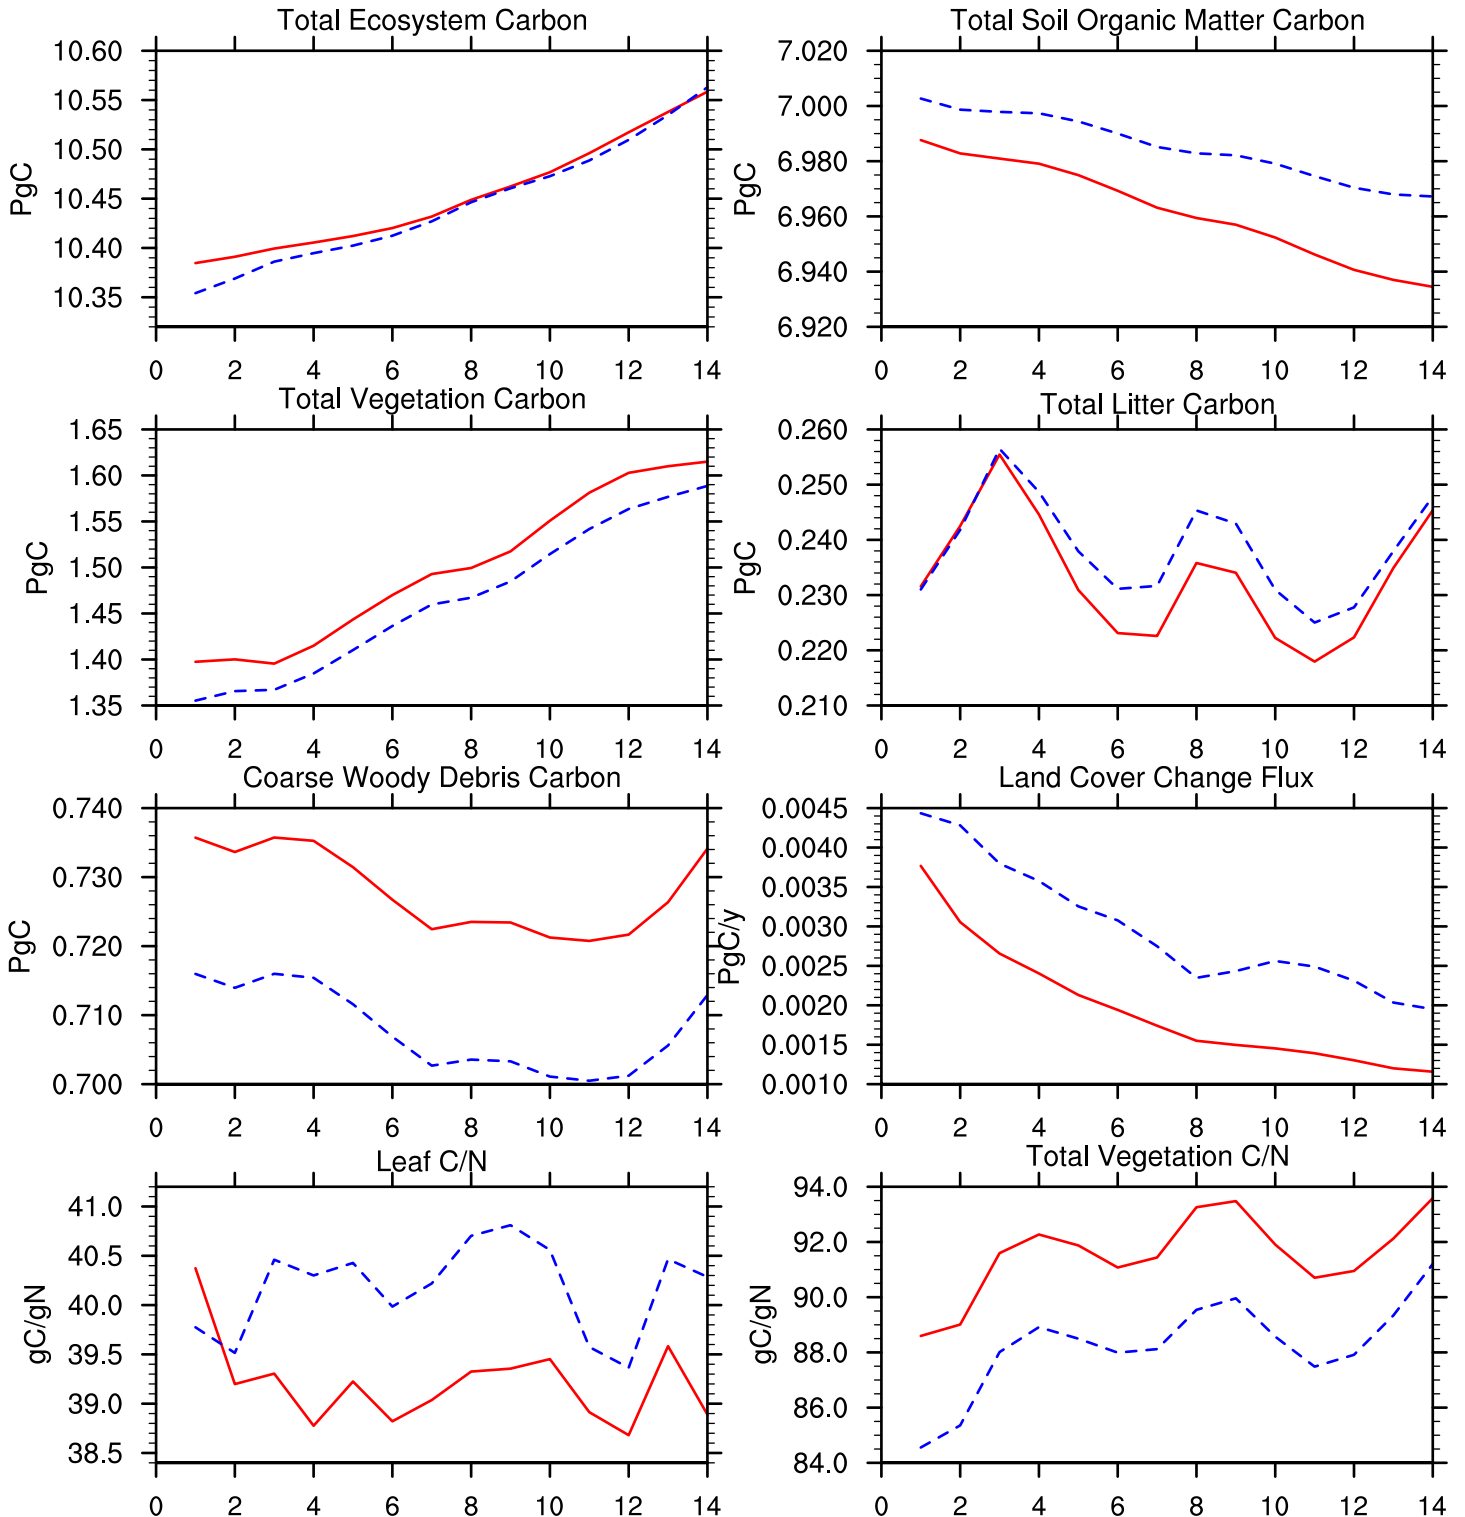 Total Ecosystem Carbon
10.60
10.55
10.50
10.45
10.40
10.35
PgC
0 2 4 6 8 10 12 14
Total Soil Organic Matter Carbon
7.020
7.000
6.980
6.960
6.940
6.920
PgC
0 2 4 6 8 10 12 14
Total Vegetation Carbon
1.65
1.60
1.55
1.50
1.45
1.40
1.35
PgC
0 2 4 6 8 10 12 14
Total Litter Carbon
0.260
0.250
0.240
0.230
0.220
0.210
PgC
0 2 4 6 8 10 12 14
Coarse Woody Debris Carbon
0.740
0.730
0.720
0.710
0.700
PgC
0 2 4 6 8 10 12 14
Land Cover Change Flux
0.0045
0.0040
0.0035
0.0030
0.0025
0.0020
0.0015
0.0010
PgC/y
0 2 4 6 8 10 12 14
Leaf C/N
41.0
40.5
40.0
39.5
39.0
38.5
gC/gN
0 2 4 6 8 10 12 14
Total Vegetation C/N
94.0
92.0
90.0
88.0
86.0
84.0
gC/gN
0 2 4 6 8 10 12 14